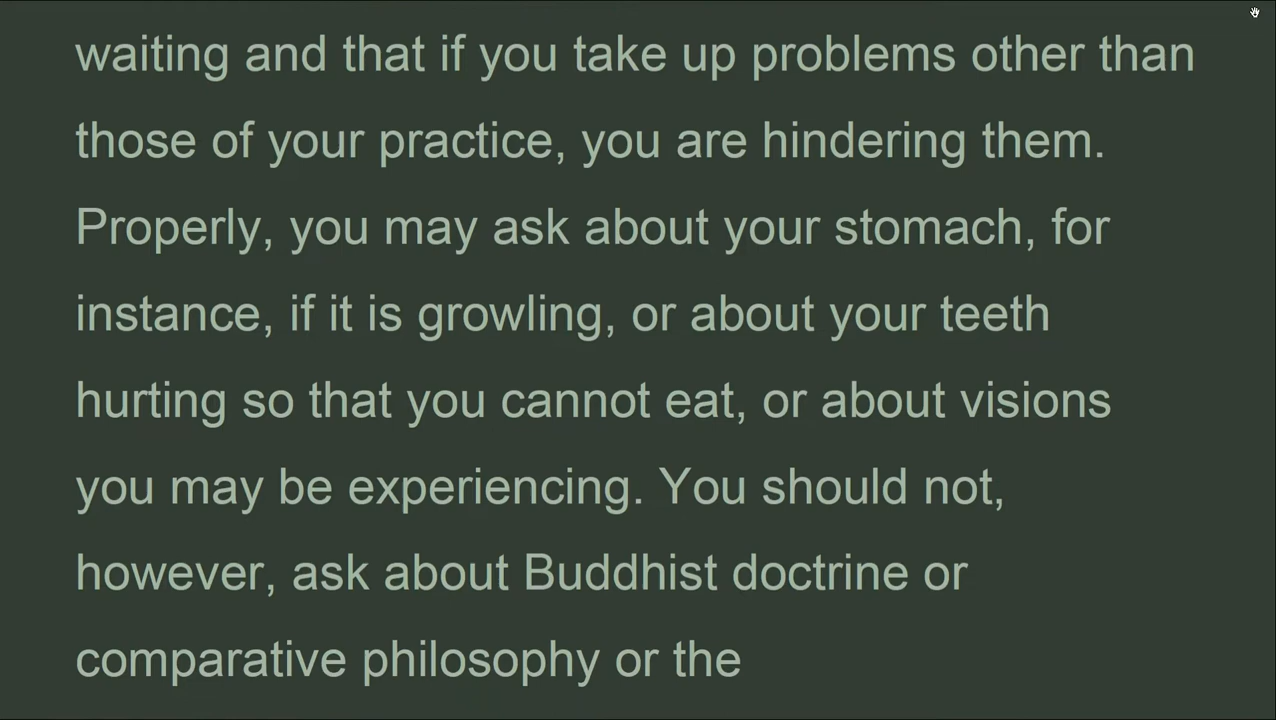 waiting and that if you take up problems other than
those of your practice, you are hindering them.
Properly, you may ask about your stomach, for
instance, if it is growling, or about your teeth
hurting so that you cannot eat, or about visions
you may be experiencing. You should not,
however, ask about Buddhist doctrine or
comparative philosophy or the